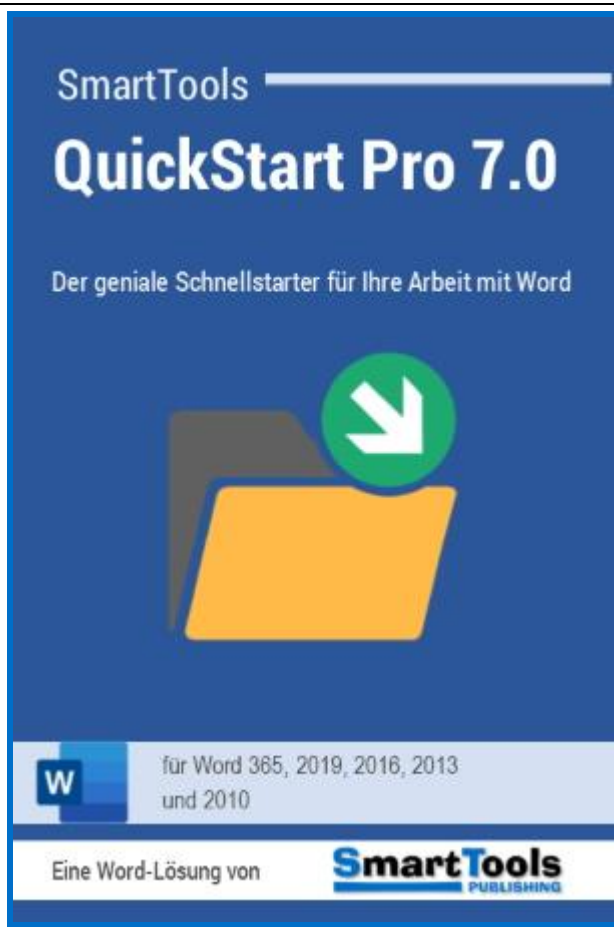 SmartTools
QuickStart Pro 7.0
Der geniale Schnellstarter für Ihre Arbeit mit Word
W
für Word 365, 2019, 2016, 2013
und 2010
Eine Word-Lösung von
SmartTools
PUBLISHING